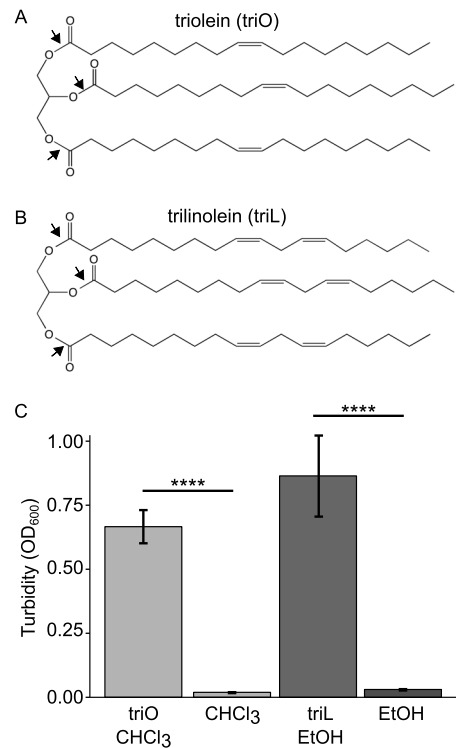 A
triolein (triO)
O
O
O
O
O
O
B
trilinolein (triL)
O
O
O
O
O
O
C
****
****
1.00
0.75
0.50
0.25
0.00
Turbidity (OD600)
triO CHCl3 triL EtOH
CHCl3 EtOH